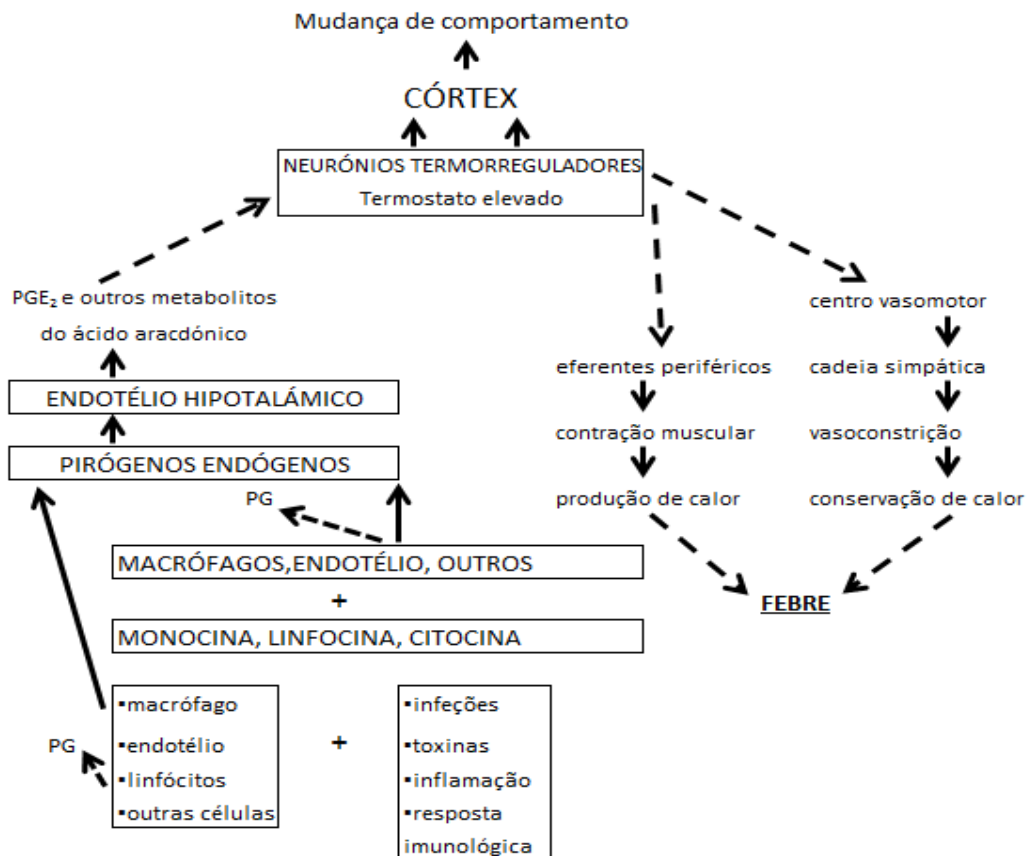 Mudança de comportamento
CÓRTEX
NEURÓNIOS TERMORREGULADORES
Termostato elevado
PGE₂ e outros metabolitos
do ácido aracdónico
centro vasomotor
eferentes periféricos
cadeia simpática
ENDOTÉLIO HIPOTALÁMICO
contração muscular
vasoconstrição
PIRÓGENOS ENDÓGENOS
PG
produção de calor
conservação de calor
MACRÓFAGOS,ENDOTÉLIO, OUTROS
+
FEBRE
MONOCINA, LINFOCINA, CITOCINA
▪macrófago
▪endotélio
▪linfócitos
▪outras células
PG
+
▪infeções
▪toxinas
▪inflamação
▪resposta
imunológica